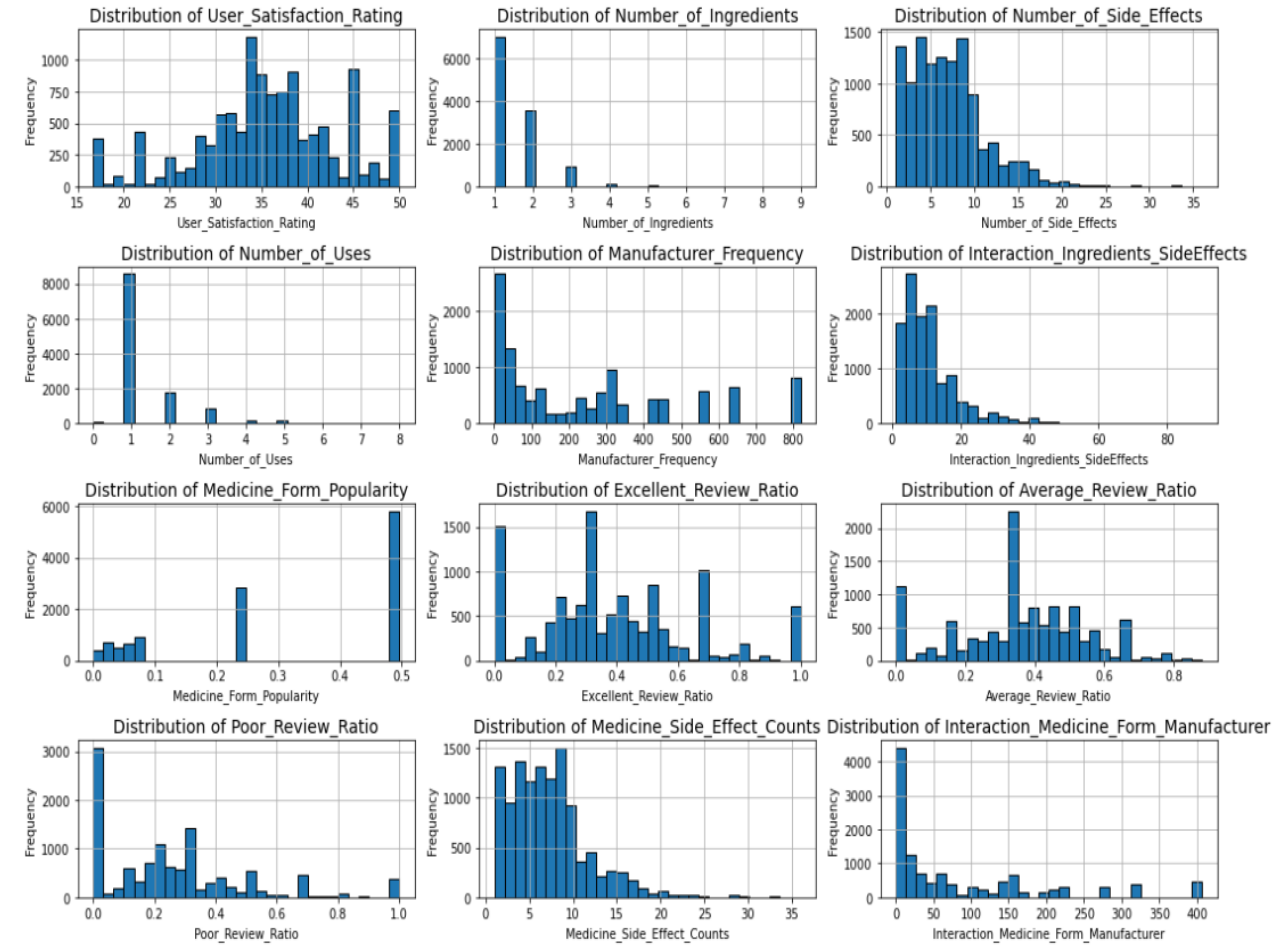 Distribution of User_Satisfaction_Rating
Frequency
1000
750
500
250
0
15 20 25 30 35 40 45 50
User_Satisfaction_Rating
Distribution of Number_of_Ingredients
Frequency
6000
4000
2000
0
1 2 3 4 5 6 7 8 9
Number_of_Ingredients
Distribution of Number_of_Side_Effects
Frequency
1500
1000
500
0
0 5 10 15 20 25 30 35
Number_of_Side_Effects
Distribution of Number_of_Uses
Frequency
8000
6000
4000
2000
0
0 1 2 3 4 5 6 7 8
Number_of_Uses
Distribution of Manufacturer_Frequency
Frequency
2000
1000
0
0 100 200 300 400 500 600 700 800
Manufacturer_Frequency
Distribution of Interaction_Ingredients_SideEffects
Frequency
2000
1000
0
0 20 40 60 80
Interaction_Ingredients_SideEffects
Distribution of Medicine_Form_Popularity
Frequency
6000
4000
2000
0
0.0 0.1 0.2 0.3 0.4 0.5
Medicine_Form_Popularity
Distribution of Excellent_Review_Ratio
Frequency
1500
1000
500
0
0.0 0.2 0.4 0.6 0.8 1.0
Excellent_Review_Ratio
Distribution of Average_Review_Ratio
Frequency
2000
1500
1000
500
0
0.0 0.2 0.4 0.6 0.8
Average_Review_Ratio
Distribution of Poor_Review_Ratio
Frequency
3000
2000
1000
0
0.0 0.2 0.4 0.6 0.8 1.0
Poor_Review_Ratio
Distribution of Medicine_Side_Effect_Counts
Frequency
1500
1000
500
0
0 5 10 15 20 25 30 35
Medicine_Side_Effect_Counts
Distribution of Interaction_Medicine_Form_Manufacturer
Frequency
4000
3000
2000
1000
0
0 50 100 150 200 250 300 350 400
Interaction_Medicine_Form_Manufacturer